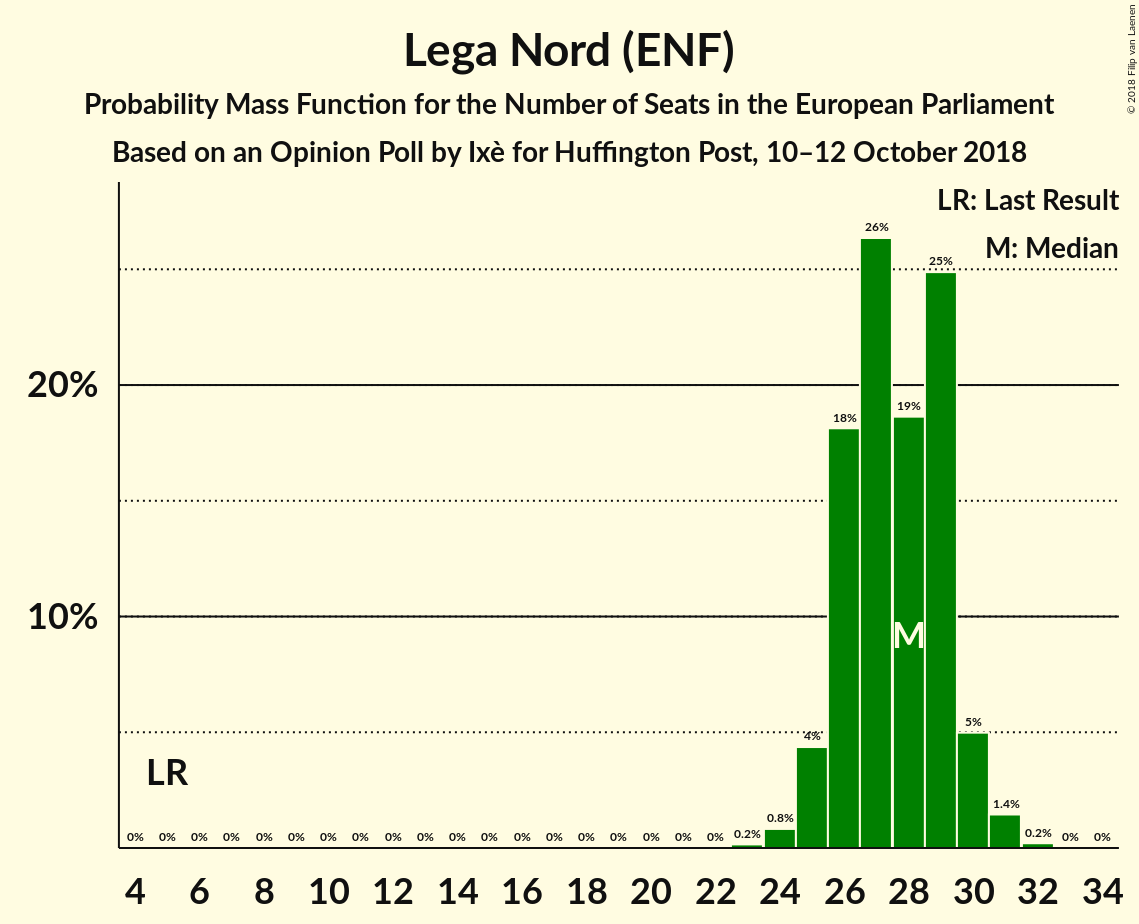 Lega Nord (ENF)
Probability Mass Function for the Number of Seats in the European Parliament
Based on an Opinion Poll by Ixè for Huffington Post, 10–12 October 2018
© 2018 Filip van Laenen
LR: Last Result
M: Median
26%
25%
20%
19%
18%
10%
M
5%
4%
LR
1.4%
0.8%
0% 0% 0% 0% 0% 0% 0% 0% 0% 0% 0% 0% 0% 0% 0% 0% 0% 0% 0% 0.2% 0.2% 0% 0%
4 6 8 10 12 14 16 18 20 22 24 26 28 30 32 34